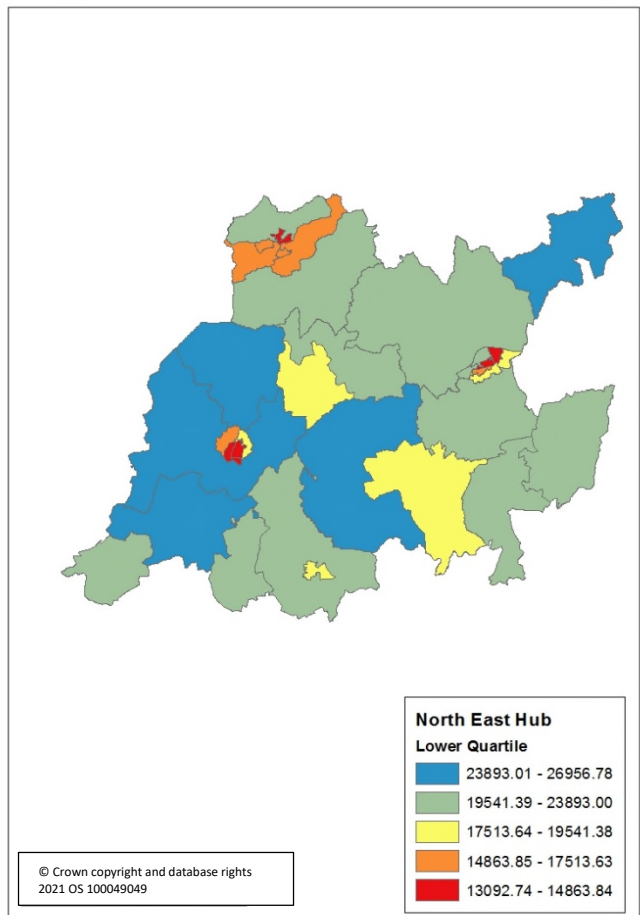 North East Hub
Lower Quartile
23893.01 - 26956.78
19541.39 - 23893.00
17513.64 - 19541.38
14863.85 - 17513.63
13092.74 - 14863.84
© Crown copyright and database rights
2021 OS 100049049